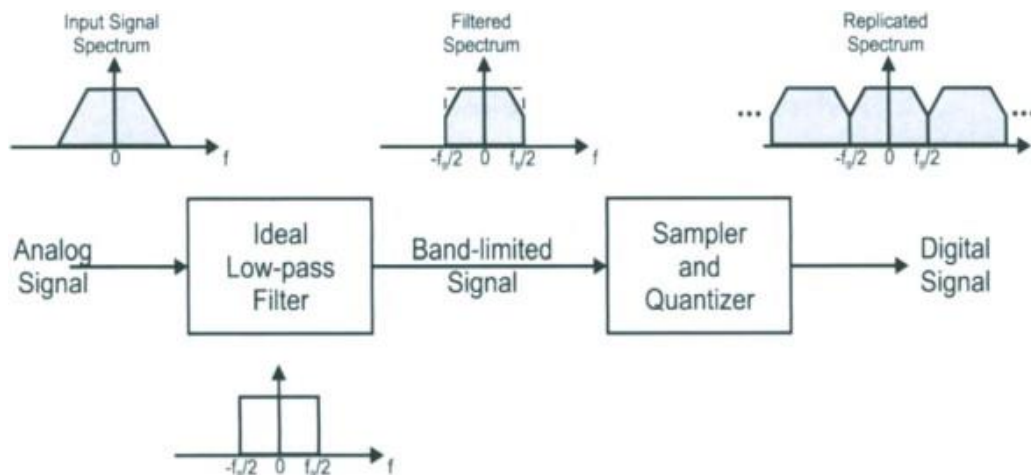 Input Signal
Spectrum
0
f
Filtered
Spectrum
-fs/2 0 fs/2
f
Replicated
Spectrum
...
...
-fs/2 0 fs/2
Analog
Signal
Ideal
Low-pass
Filter
Band-limited
Signal
Sampler
and
Quantizer
Digital
Signal
-fs/2 0 fs/2
f